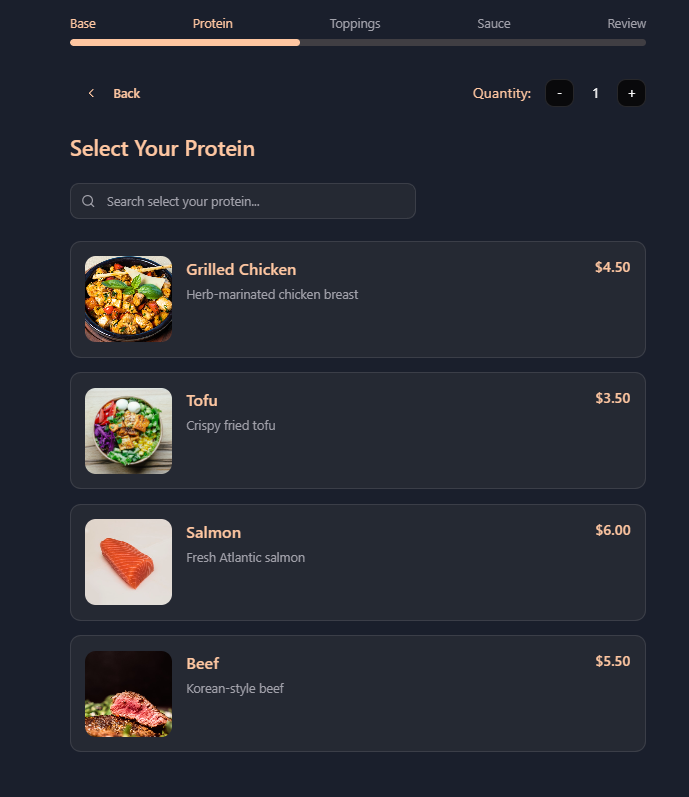 Base Protein Toppings Sauce Review
Back Quantity: - 1 +
Select Your Protein
Search select your protein...
Grilled Chicken $4.50
Herb-marinated chicken breast
Tofu $3.50
Crispy fried tofu
Salmon $6.00
Fresh Atlantic salmon
Beef $5.50
Korean-style beef